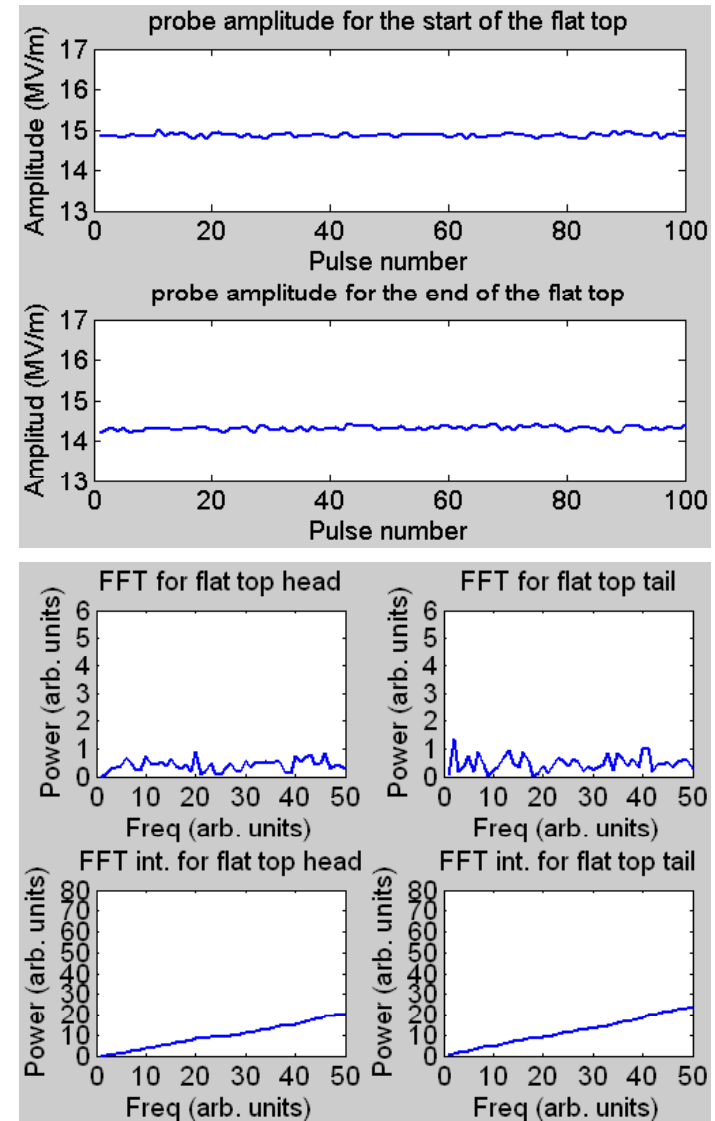 probe amplitude for the start of the flat top
Amplitude (MV/m)
17
16
15
14
13
0 20 40 60 80 100
Pulse number
probe amplitude for the end of the flat top
Amplitud (MV/m)
17
16
15
14
13
0 20 40 60 80 100
Pulse number
FFT for flat top head
Power (arb. units)
6
5
4
3
2
1
0
0 10 20 30 40 50
Freq (arb. units)
FFT for flat top tail
Power (arb. units)
6
5
4
3
2
1
0
0 10 20 30 40 50
Freq (arb. units)
FFT int. for flat top head
Power (arb. units)
80
70
60
50
40
30
20
10
0
0 10 20 30 40 50
Freq (arb. units)
FFT int. for flat top tail
Power (arb. units)
80
70
60
50
40
30
20
10
0
0 10 20 30 40 50
Freq (arb. units)